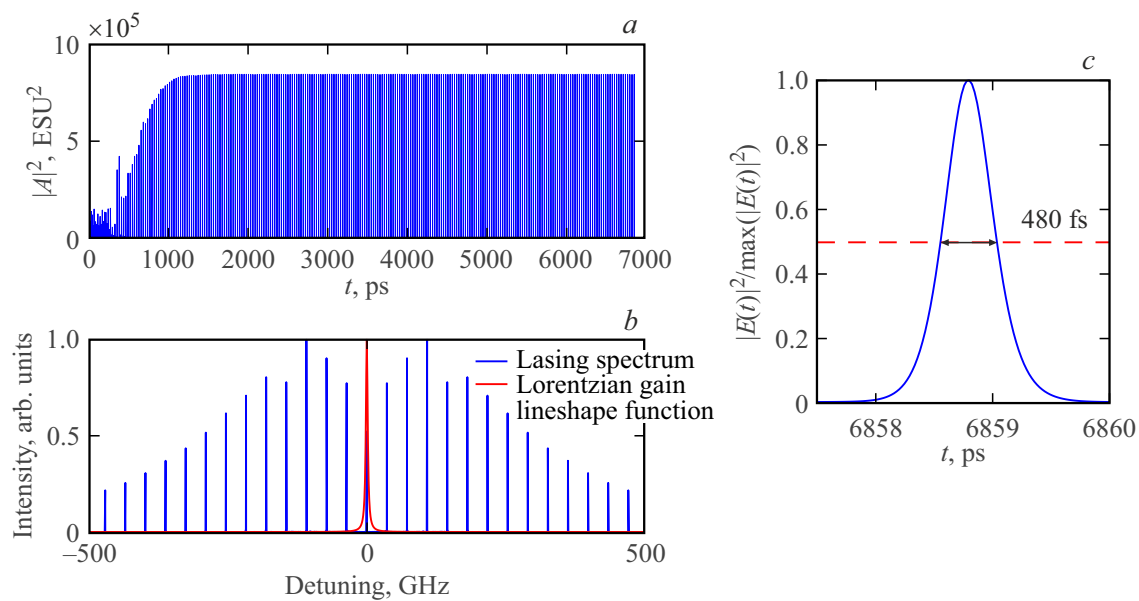 a
×10⁵
10
5
0
|A|², ESU²
0 1000 2000 3000 4000 5000 6000 7000
t, ps
b
1.0
0.5
0
Intensity, arb. units
Lasing spectrum
Lorentzian gain
lineshape function
−500 0 500
Detuning, GHz
c
1.0
0.8
0.6
0.4
0.2
0
|E(t)|²/max(|E(t)|²)
480 fs
6858 6859 6860
t, ps